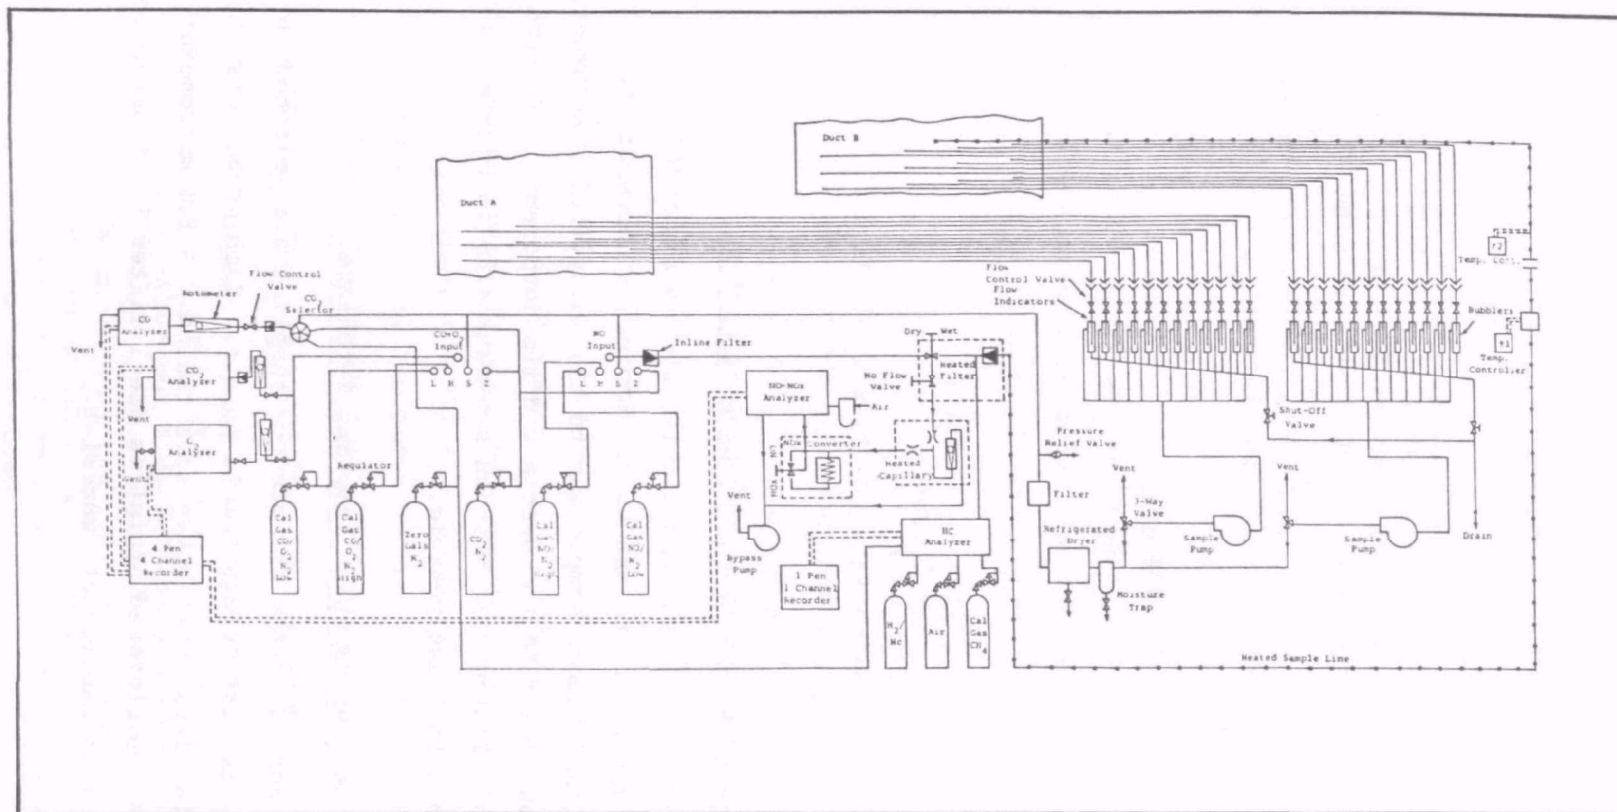 Duct B
Duct A
Flow Control
Valve
Rotometer
CO2
Selector
CO
Analyzer
Vent
CO2
Analyzer
Vent
O2
Analyzer
Vent
4 Pen
4 Channel
Recorder
CO+O2
Input
L H S Z
NO
Input
L H S Z
Inline Filter
Regulator
Cal
Gas
CO/
O2
N2
Low
Cal
Gas
CO/
O2
N2
High
Zero
N2
CO2
N2
Cal
Gas
NO/
N2
Cal
Gas
NO/
N2
Low
Dry
Wet
Heated
Filter
No Flow
Valve
NO-NOx
Analyzer
Air
NOx Converter
NO
NOx
Heated
Capillary
Vent
Bypass
Pump
HC
Analyzer
1 Pen
1 Channel
Recorder
H2/
He
Air
Cal
Gas
CH4
Flow
Control Valve
Flow
Indicators
Bubblers
t2
Temp. Cont.
t1
Temp.
Controller
Shut-Off
Valve
Pressure
Relief Valve
Filter
Refrigerated
Dryer
Vent
3-Way
Valve
Sample
Pump
Vent
Sample
Pump
Drain
Moisture
Trap
Heated Sample Line